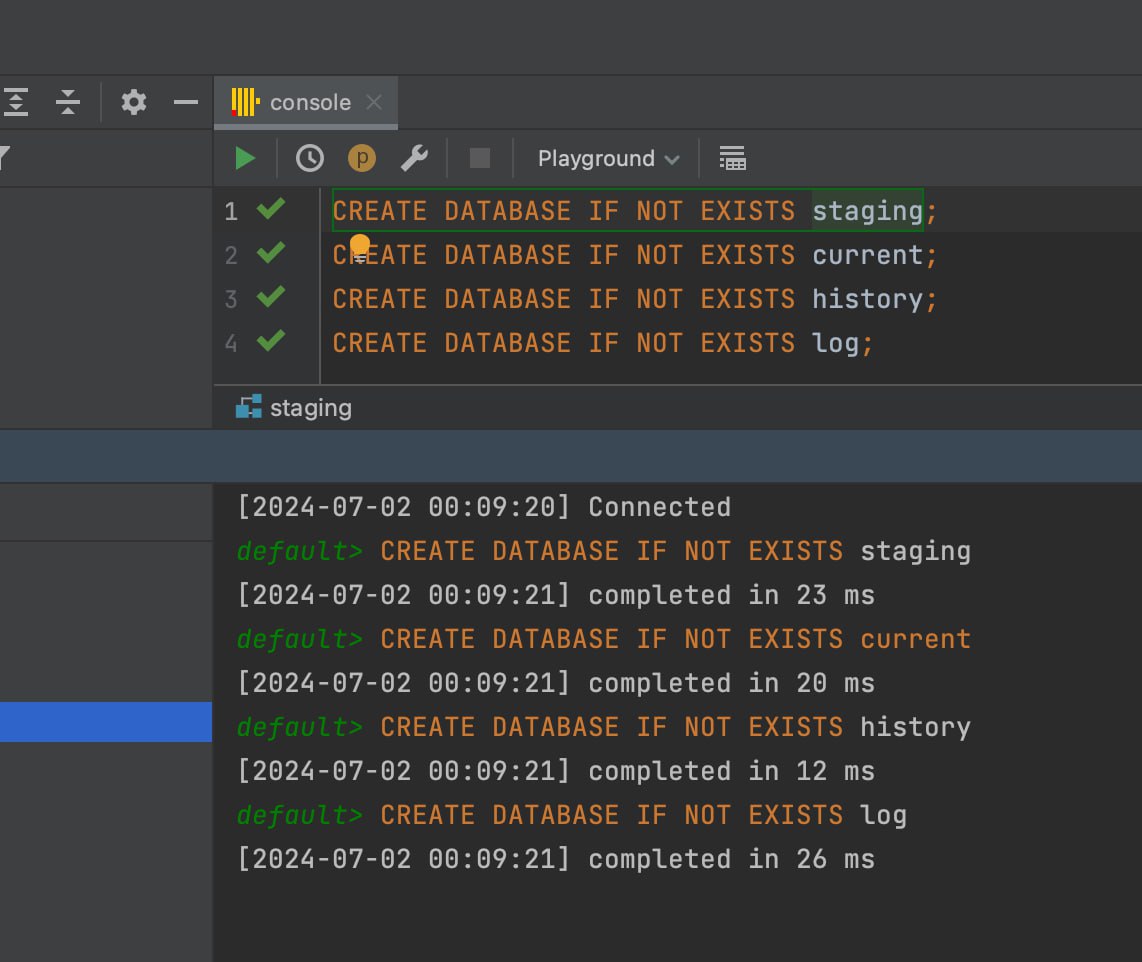 console
p
Playground
1 CREATE DATABASE IF NOT EXISTS staging;
2 CREATE DATABASE IF NOT EXISTS current;
3 CREATE DATABASE IF NOT EXISTS history;
4 CREATE DATABASE IF NOT EXISTS log;
staging
[2024-07-02 00:09:20] Connected
default> CREATE DATABASE IF NOT EXISTS staging
[2024-07-02 00:09:21] completed in 23 ms
default> CREATE DATABASE IF NOT EXISTS current
[2024-07-02 00:09:21] completed in 20 ms
default> CREATE DATABASE IF NOT EXISTS history
[2024-07-02 00:09:21] completed in 12 ms
default> CREATE DATABASE IF NOT EXISTS log
[2024-07-02 00:09:21] completed in 26 ms